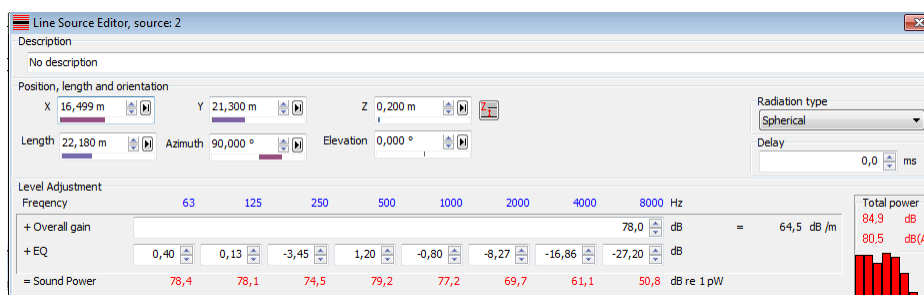 Line Source Editor, source: 2
Description
No description
Position, length and orientation
X 16,499 m Y 21,300 m Z 0,200 m Z
Radiation type
Spherical
Length 22,180 m Azimuth 90,000 ° Elevation 0,000 °
Delay
0,0 ms
Level Adjustment
Freqency 63 125 250 500 1000 2000 4000 8000 Hz
Total power
+ Overall gain 78,0 dB = 64,5 dB /m
84,9 dB
+ EQ 0,40 0,13 -3,45 1,20 -0,80 -8,27 -16,86 -27,20 dB
80,5 dB(A
= Sound Power 78,4 78,1 74,5 79,2 77,2 69,7 61,1 50,8 dB re 1 pW